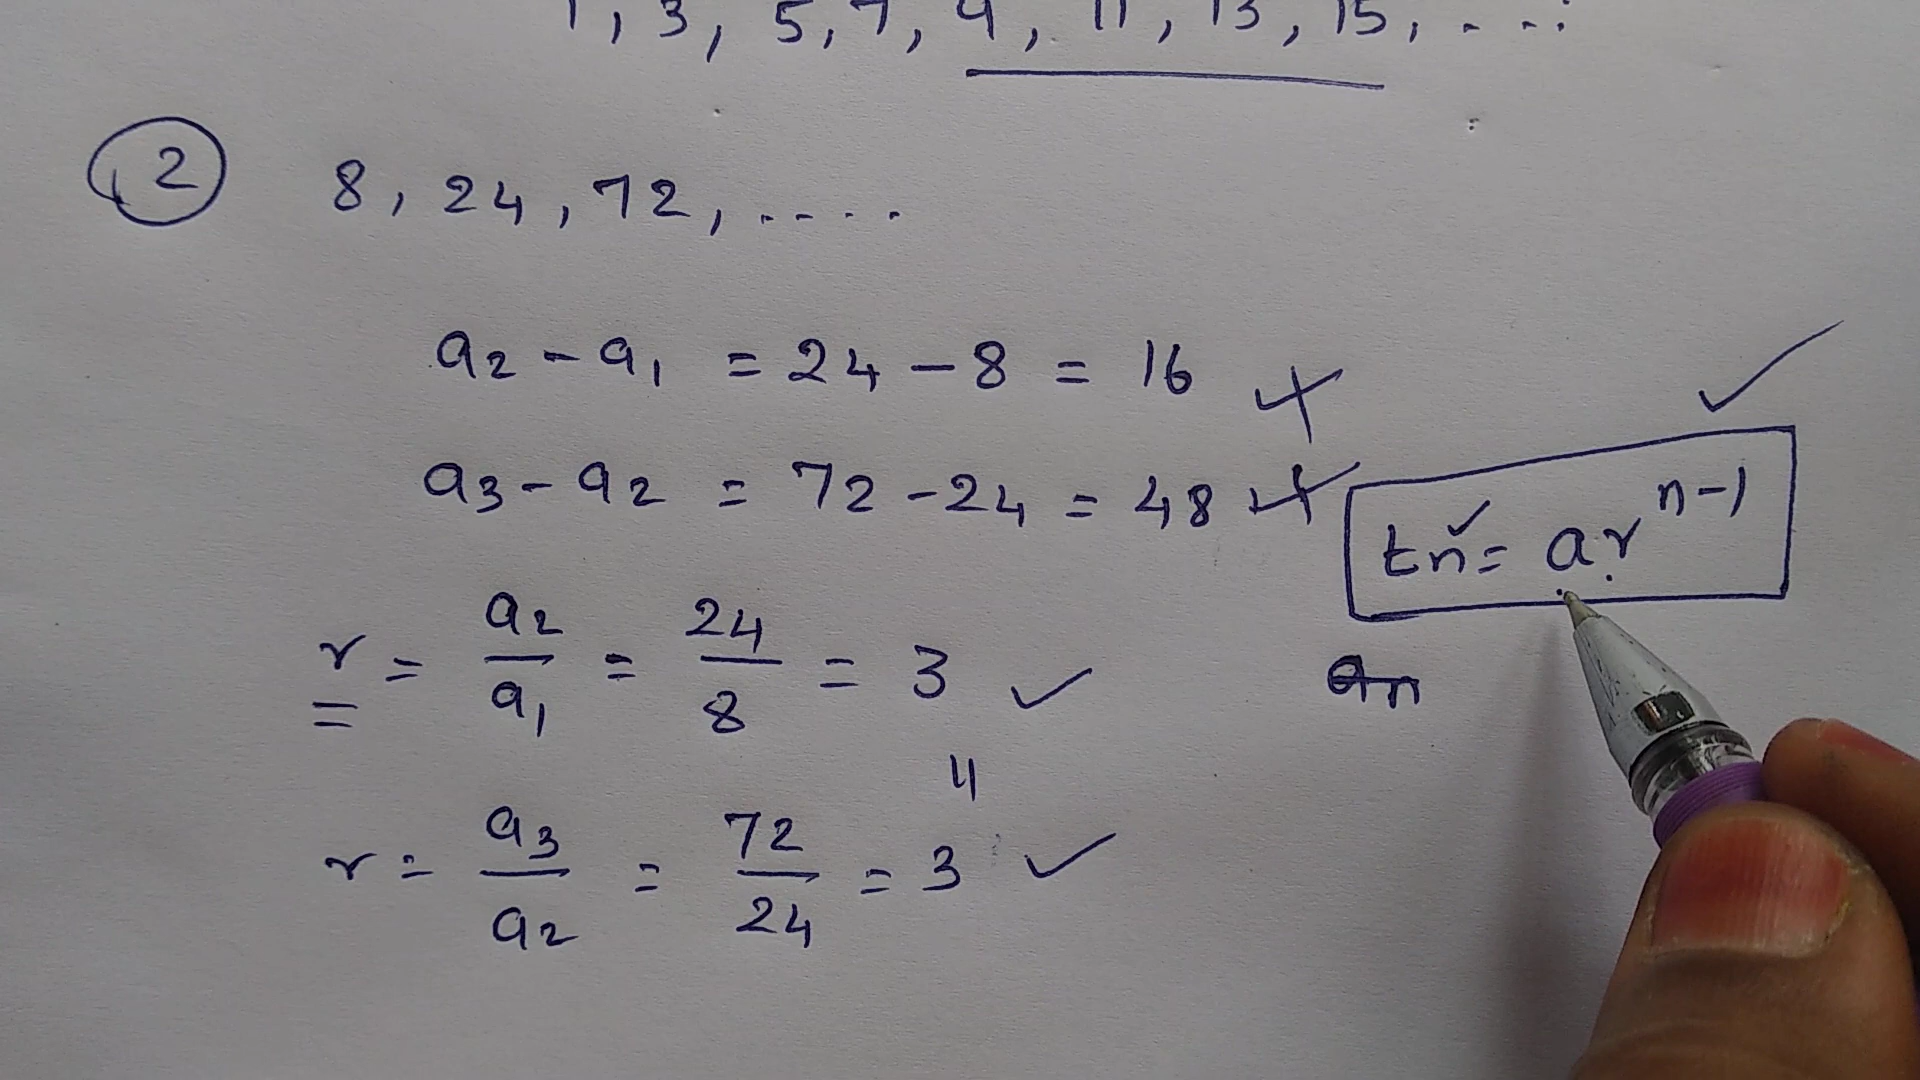 1, 3, 5, 7, 9, 11, 13, 15, ....
2 8, 24, 72, .....
a2 - a1 = 24 - 8 = 16
a3 - a2 = 72 - 24 = 48
tn = a.r^n-1
r = a2/a1 = 24/8 = 3
an
4
r = a3/a2 = 72/24 = 3